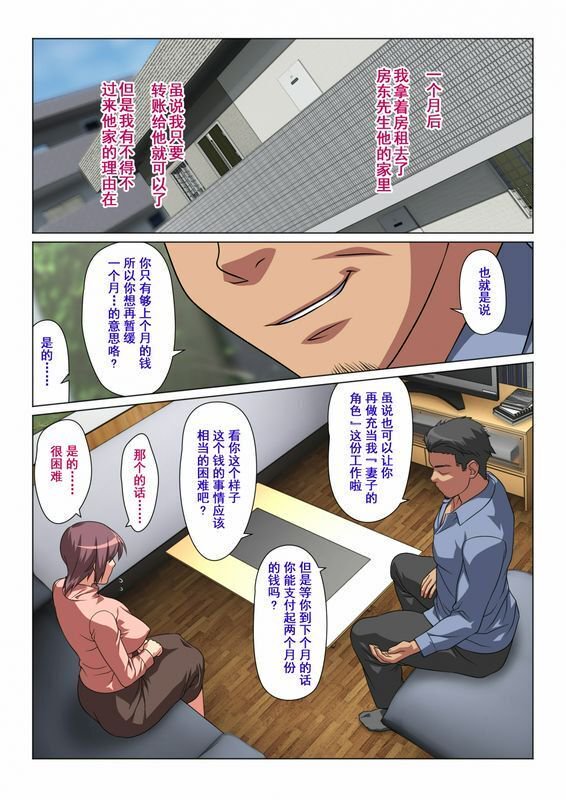 一个月后
我拿着房租去了
房东先生他的家里
虽说我只要
转账给他就可以了
但是我有不得不
过来他家的理由在
也就是说
你只有够上个月的钱
所以你想再暂缓
一个月…的意思咯？
是的……
虽说也可以让你
再做充当我『妻子的
角色』这份工作啦
看你这个样子
这个钱的事情应该
相当的困难吧？
那个的话……
是的……
很困难
但是等你到下个月的话
你能支付起两个月份
的钱吗？